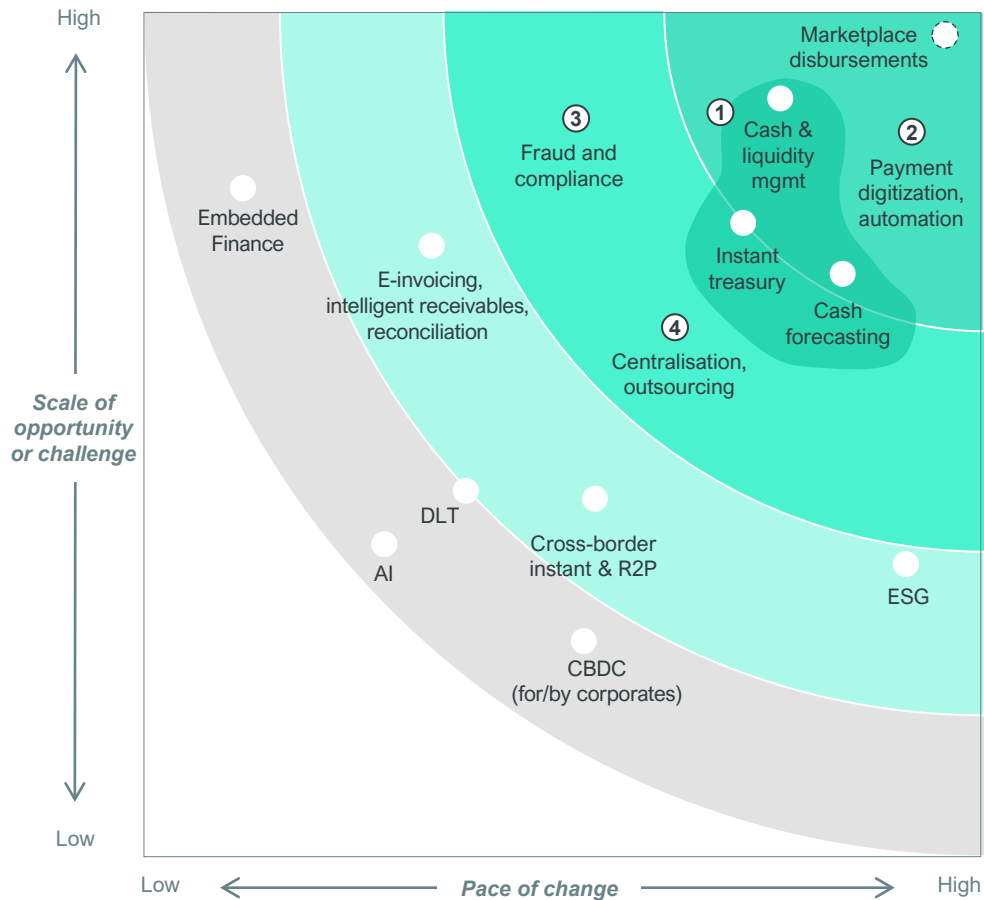 High
Marketplace
disbursements
1
Cash &
liquidity
mgmt
2
Payment
digitization,
automation
3
Fraud and
compliance
Embedded
Finance
E-invoicing,
intelligent receivables,
reconciliation
Instant
treasury
Cash
forecasting
4
Centralisation,
outsourcing
Scale of
opportunity
or challenge
DLT
AI
Cross-border
instant & R2P
ESG
CBDC
(for/by corporates)
Low
Low
Pace of change
High